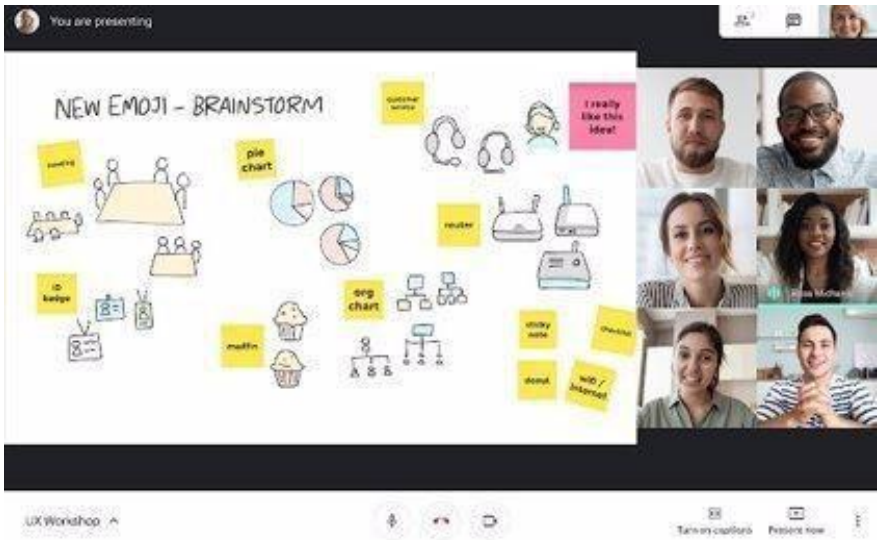 You are presenting
NEW EMOJI - BRAINSTORM
customer
service
I really
like this
idea!
meeting
pie
chart
router
ID
badge
org
chart
muffin
sticky
note
checklist
donut
wifi /
internet
UX Workshop
Turn on captions
Present now